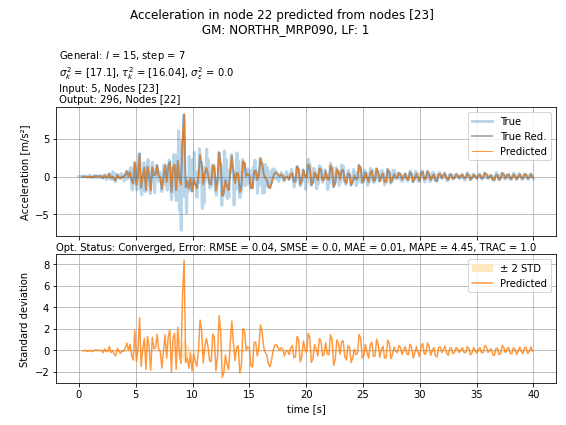 Acceleration in node 22 predicted from nodes [23]
GM: NORTHR_MRP090, LF: 1
General: l = 15, step = 7
σ²ₖ = [17.1], τ²ₖ = [16.04], σ²ε = 0.0
Input: 5, Nodes [23]
Output: 296, Nodes [22]
Acceleration [m/s²]
5
0
−5
True
True Red.
Predicted
Opt. Status: Converged, Error: RMSE = 0.04, SMSE = 0.0, MAE = 0.01, MAPE = 4.45, TRAC = 1.0
Standard deviation
8
6
4
2
0
−2
± 2 STD
Predicted
0 5 10 15 20 25 30 35 40
time [s]